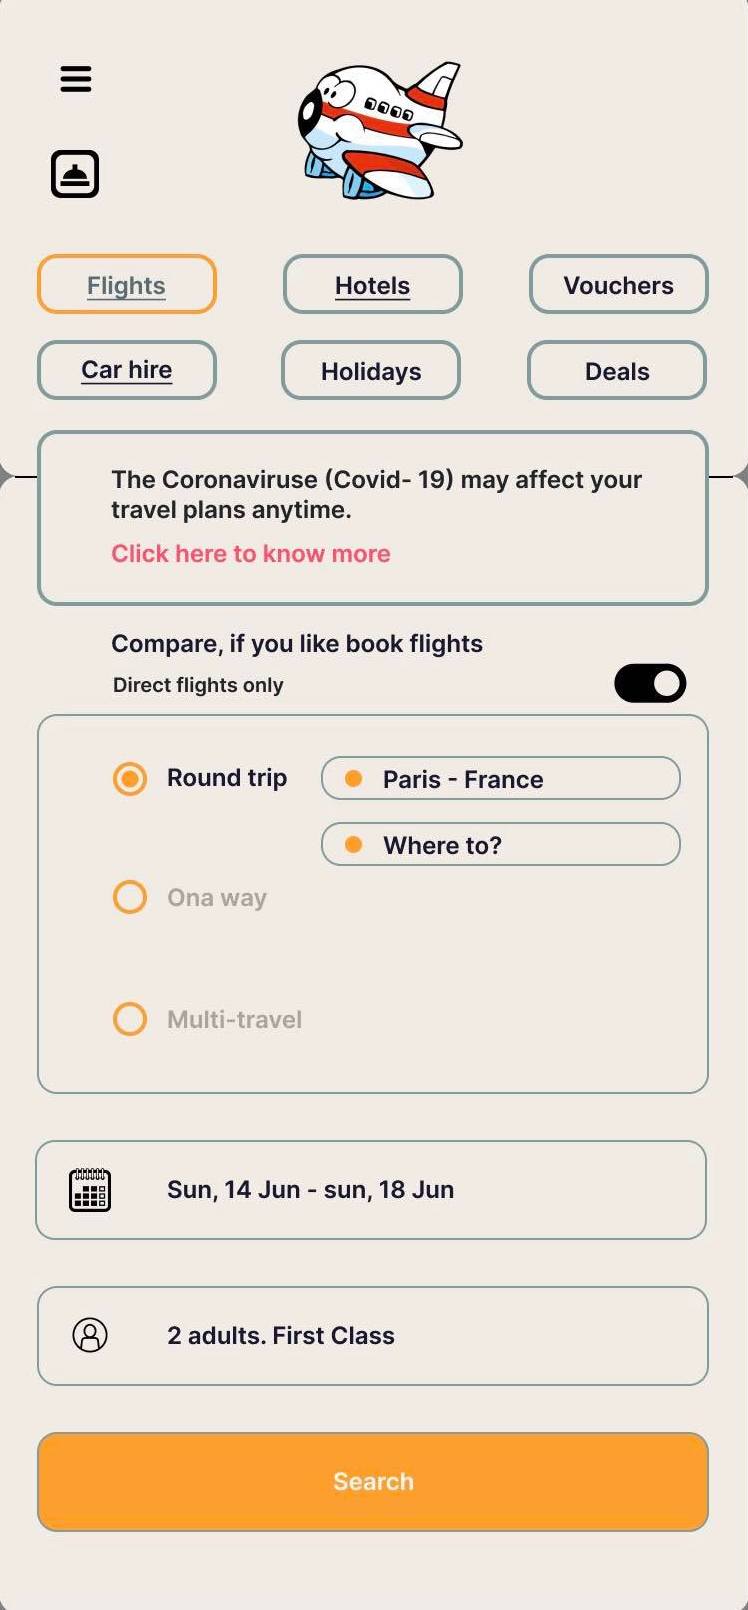 Flights
Hotels
Vouchers
Car hire
Holidays
Deals
The Coronaviruse (Covid- 19) may affect your
travel plans anytime.
Click here to know more
Compare, if you like book flights
Direct flights only
Round trip
Paris - France
Where to?
Ona way
Multi-travel
Sun, 14 Jun - sun, 18 Jun
2 adults. First Class
Search